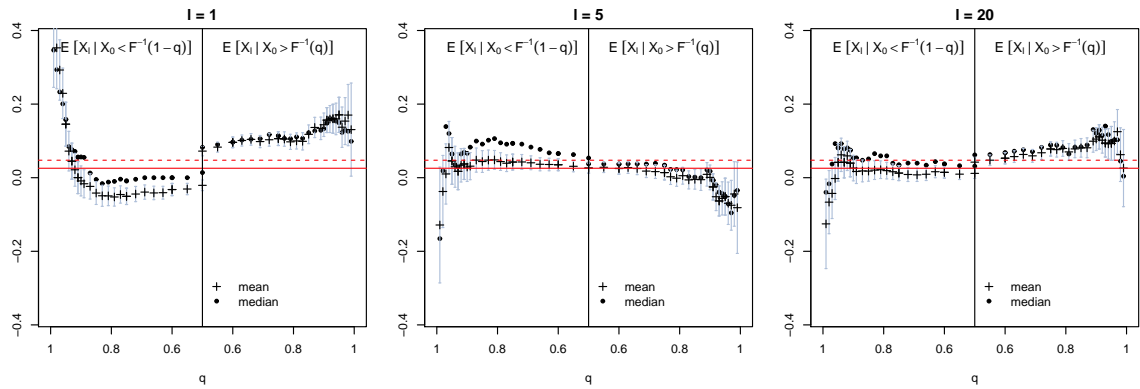 l = 1
E [X_l | X_0 < F^{-1}(1−q)]
E [X_l | X_0 > F^{-1}(q)]
0.4
0.2
0.0
−0.2
−0.4
mean
median
1
0.8
0.6
0.6
0.8
1
q
l = 5
E [X_l | X_0 < F^{-1}(1−q)]
E [X_l | X_0 > F^{-1}(q)]
0.4
0.2
0.0
−0.2
−0.4
mean
median
1
0.8
0.6
0.6
0.8
1
q
l = 20
E [X_l | X_0 < F^{-1}(1−q)]
E [X_l | X_0 > F^{-1}(q)]
0.4
0.2
0.0
−0.2
−0.4
mean
median
1
0.8
0.6
0.6
0.8
1
q